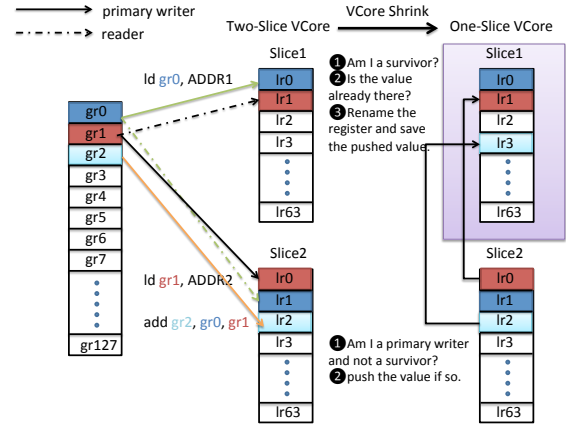 primary writer
reader
Two-Slice VCore
VCore Shrink
One-Slice VCore
Slice1
ld gr0, ADDR1
lr0
lr1
lr2
lr3
lr63
❶Am I a survivor?
❷Is the value
already there?
❸Rename the
register and save
the pushed value.
Slice1
lr0
lr1
lr2
lr3
lr63
gr0
gr1
gr2
gr3
gr4
gr5
gr6
gr7
gr127
Slice2
ld gr1, ADDR2
add gr2, gr0, gr1
lr0
lr1
lr2
lr3
lr63
❶Am I a primary writer
and not a survivor?
❷push the value if so.
Slice2
lr0
lr1
lr2
lr3
lr63